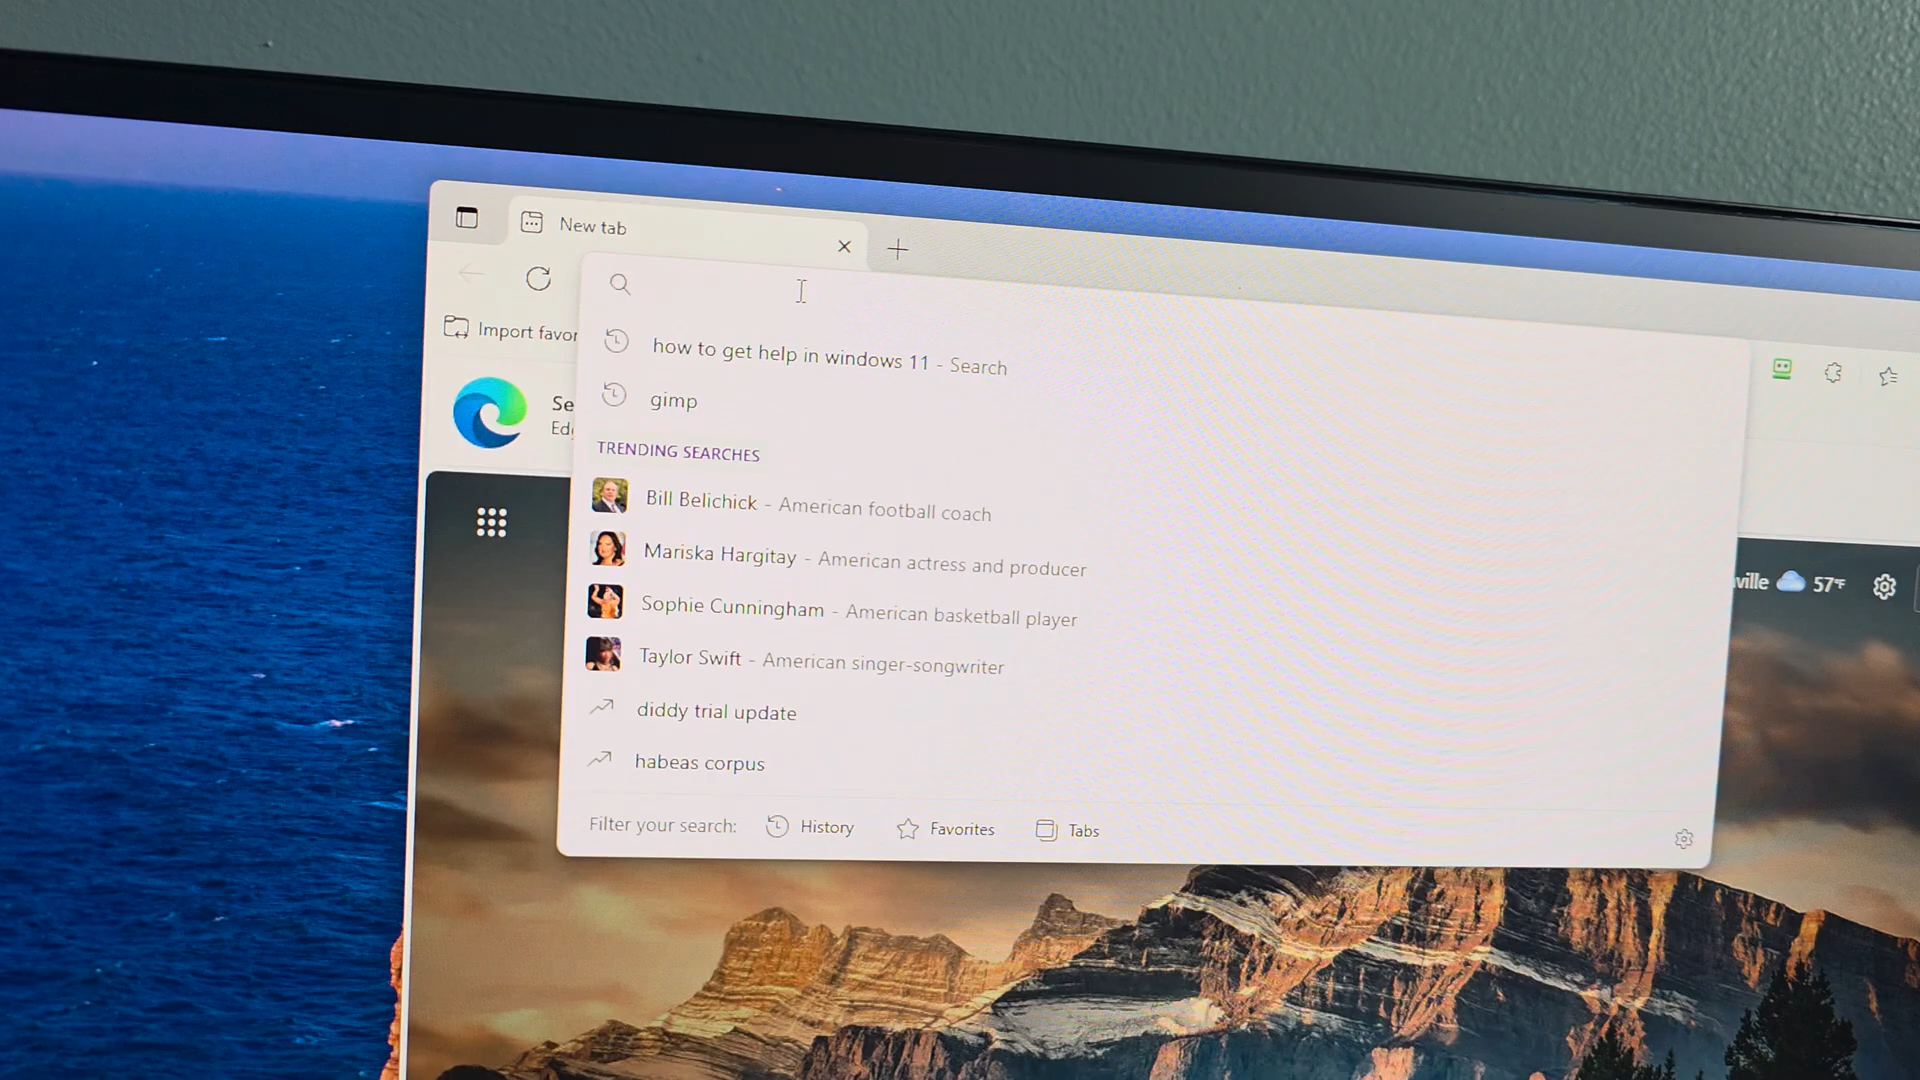 New tab
Import favor
how to get help in windows 11 - Search
gimp
Se
Ed
TRENDING SEARCHES
Bill Belichick - American football coach
Mariska Hargitay - American actress and producer
Sophie Cunningham - American basketball player
Taylor Swift - American singer-songwriter
diddy trial update
habeas corpus
Filter your search: History Favorites Tabs
ville 57°F